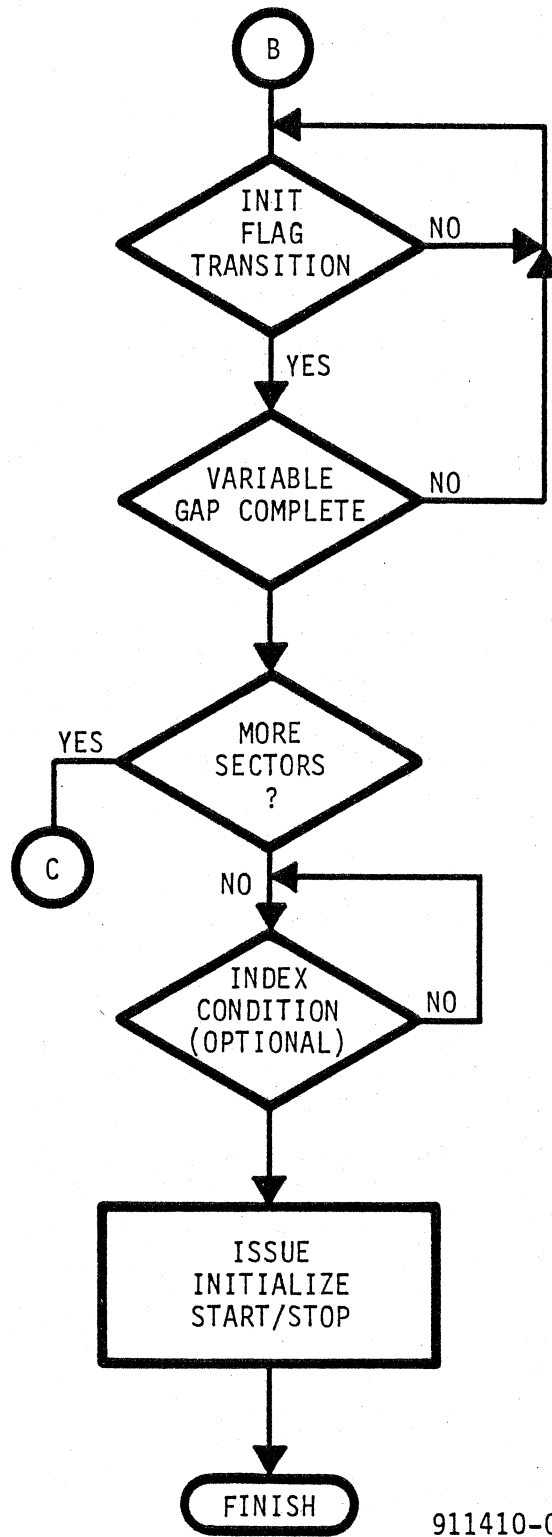 B
INIT
FLAG
TRANSITION
NO
YES
VARIABLE
GAP COMPLETE
NO
MORE
SECTORS
?
YES
C
NO
INDEX
CONDITION
(OPTIONAL)
NO
ISSUE
INITIALIZE
START/STOP
FINISH